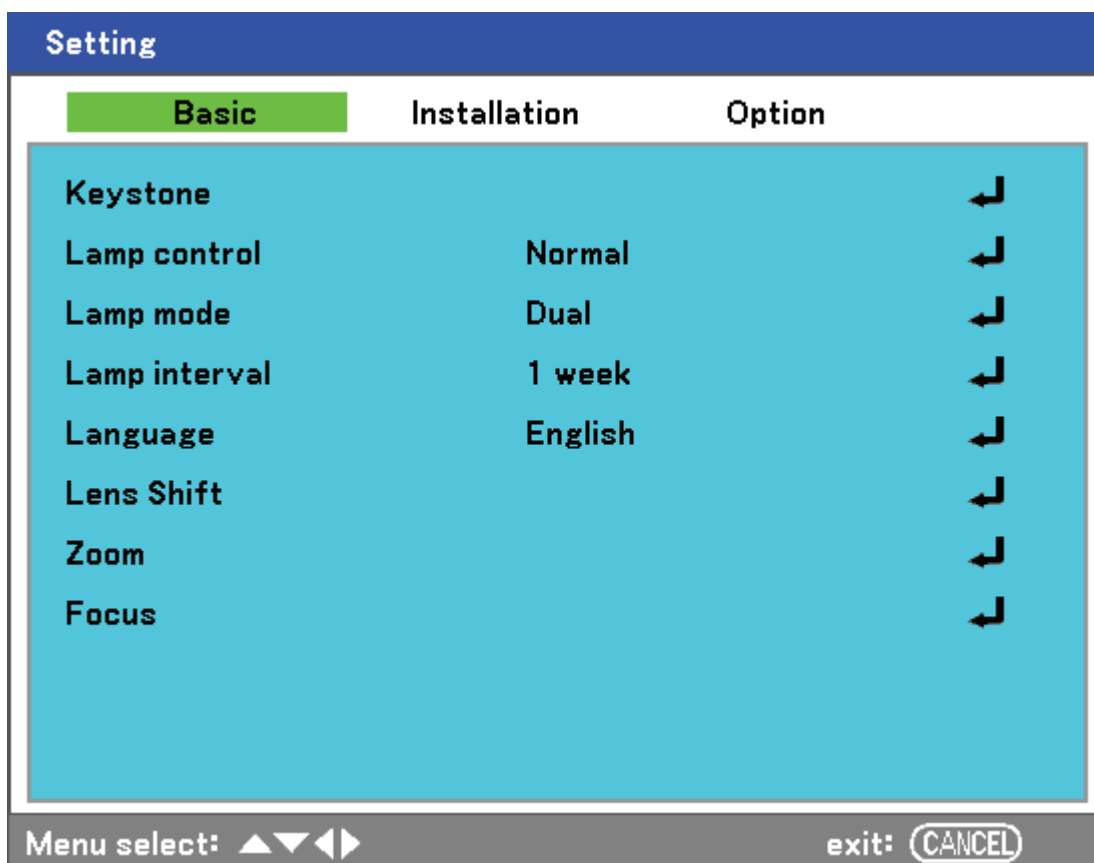 Setting
Basic Installation Option
Keystone
Lamp control Normal
Lamp mode Dual
Lamp interval 1 week
Language English
Lens Shift
Zoom
Focus
Menu select: ▲▼◀▶ exit: CANCEL